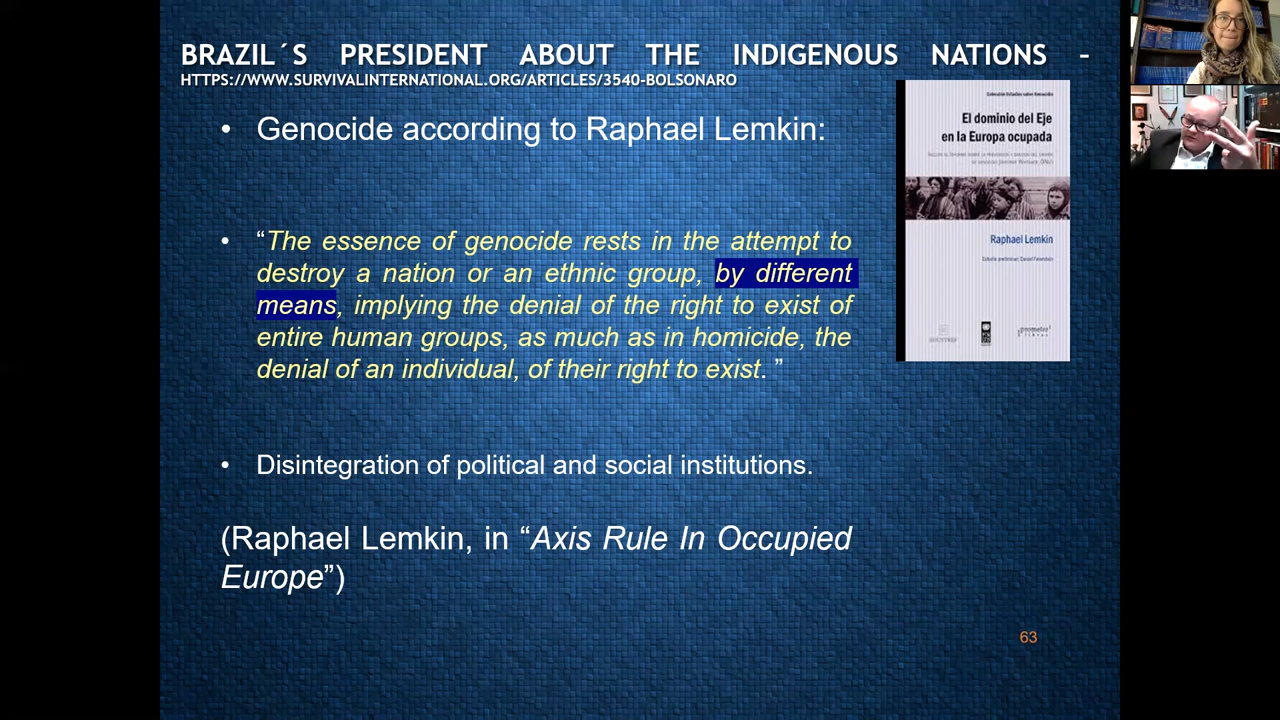 BRAZIL´S PRESIDENT ABOUT THE INDIGENOUS NATIONS -
HTTPS://WWW.SURVIVALINTERNATIONAL.ORG/ARTICLES/3540-BOLSONARO
• Genocide according to Raphael Lemkin:
• “The essence of genocide rests in the attempt to
destroy a nation or an ethnic group, by different
means, implying the denial of the right to exist of
entire human groups, as much as in homicide, the
denial of an individual, of their right to exist. ”
• Disintegration of political and social institutions.
(Raphael Lemkin, in “Axis Rule In Occupied
Europe”)
63
El dominio del Eje
en la Europa ocupada
Raphael Lemkin